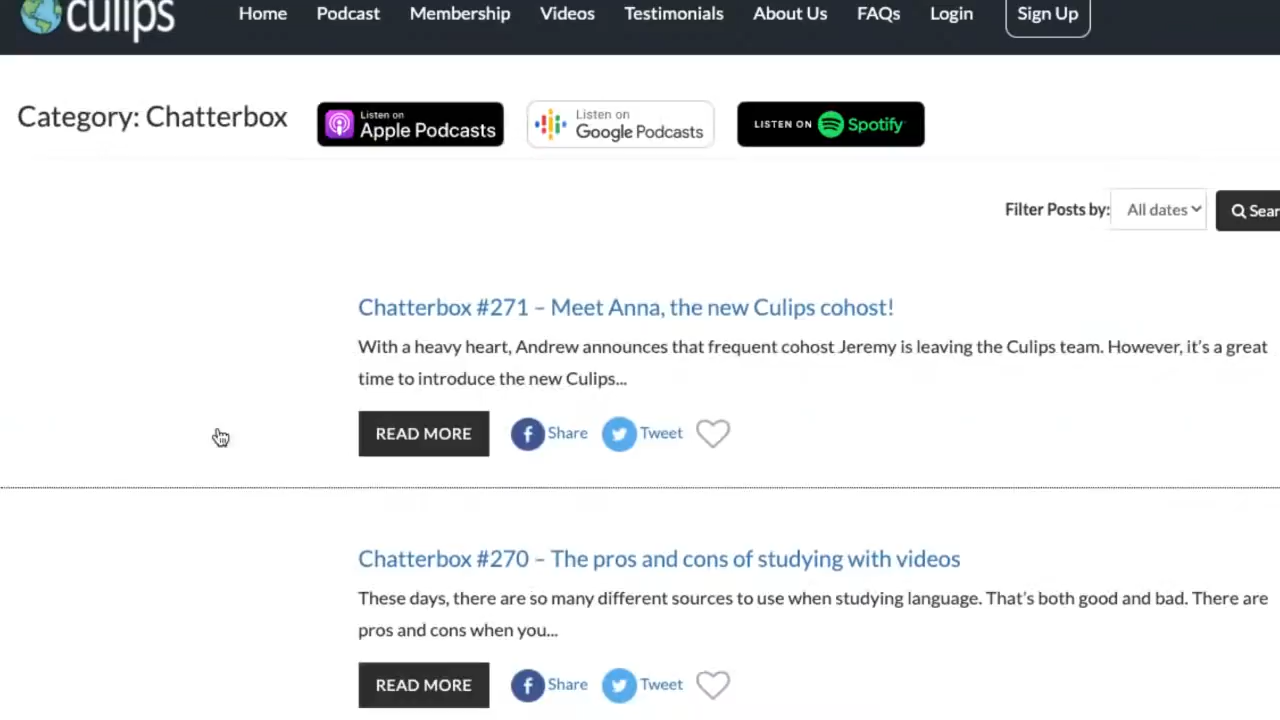 culips
Home Podcast Membership Videos Testimonials About Us FAQs Login Sign Up
Category: Chatterbox
Listen on
Apple Podcasts
Listen on
Google Podcasts
LISTEN ON Spotify
Filter Posts by: All dates Sear
Chatterbox #271 – Meet Anna, the new Culips cohost!
With a heavy heart, Andrew announces that frequent cohost Jeremy is leaving the Culips team. However, it's a great
time to introduce the new Culips...
READ MORE Share Tweet
Chatterbox #270 – The pros and cons of studying with videos
These days, there are so many different sources to use when studying language. That's both good and bad. There are
pros and cons when you...
READ MORE Share Tweet